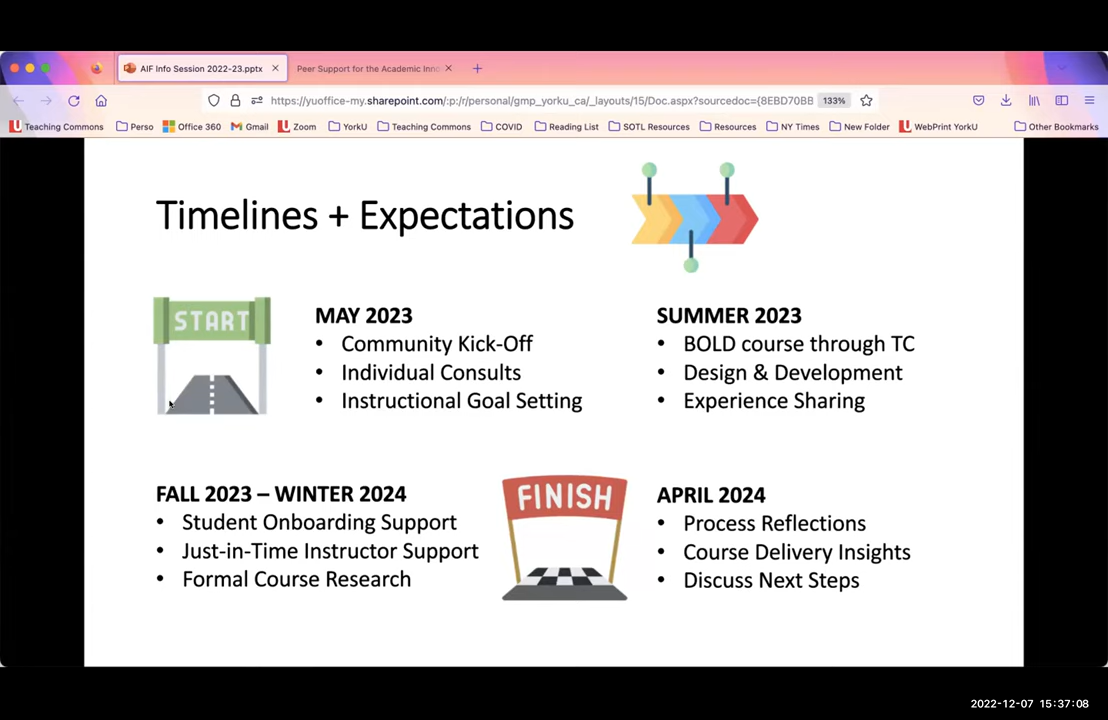 AIF Info Session 2022-23.pptx
Peer Support for the Academic Inno
https://yuoffice-my.sharepoint.com/:p:/r/personal/gmp_yorku_ca/_layouts/15/Doc.aspx?sourcedoc={8EBD70BB
133%
Teaching Commons
Perso
Office 360
Gmail
Zoom
YorkU
Teaching Commons
COVID
Reading List
SOTL Resources
Resources
NY Times
New Folder
WebPrint YorkU
Other Bookmarks
Timelines + Expectations
START
MAY 2023
• Community Kick-Off
• Individual Consults
• Instructional Goal Setting
SUMMER 2023
• BOLD course through TC
• Design & Development
• Experience Sharing
FALL 2023 – WINTER 2024
• Student Onboarding Support
• Just-in-Time Instructor Support
• Formal Course Research
FINISH
APRIL 2024
• Process Reflections
• Course Delivery Insights
• Discuss Next Steps
2022-12-07 15:37:08